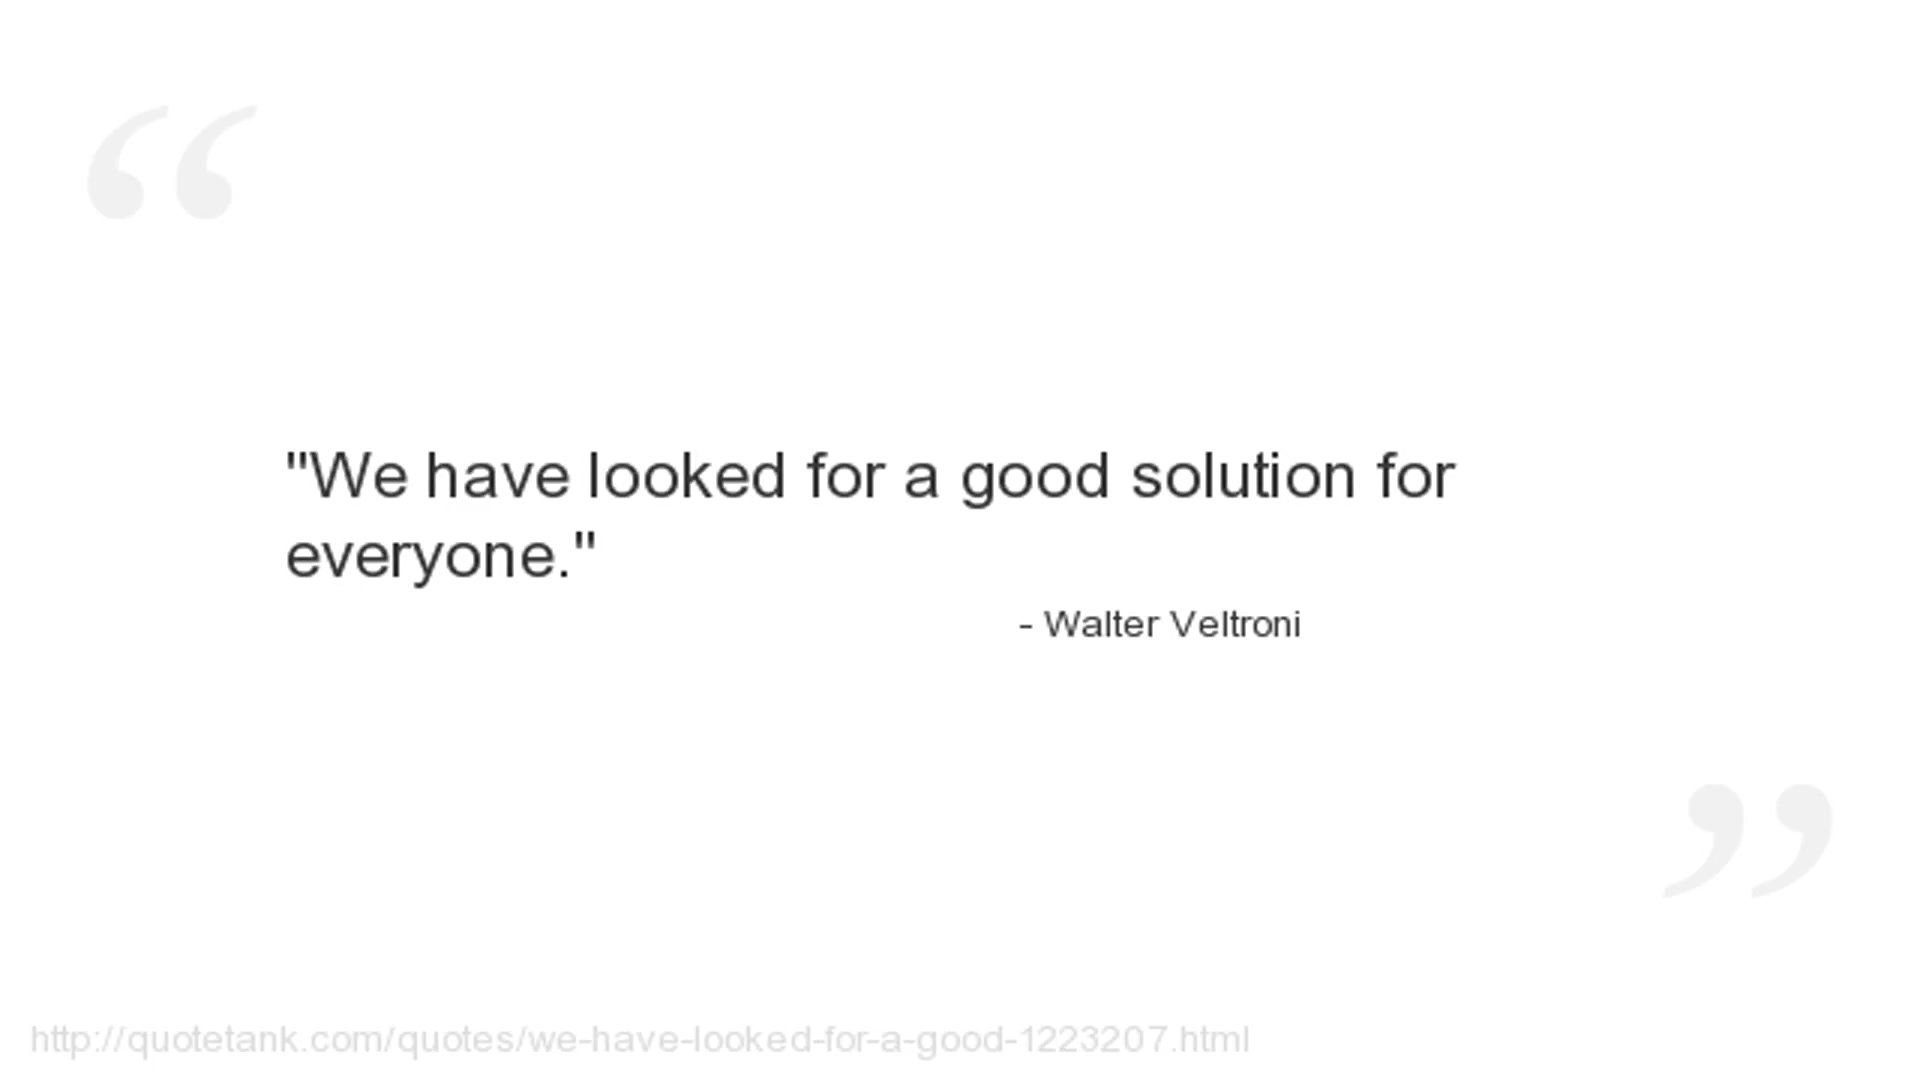 "We have looked for a good solution for
everyone."
- Walter Veltroni
http://quotetank.com/quotes/we-have-looked-for-a-good-1223207.html